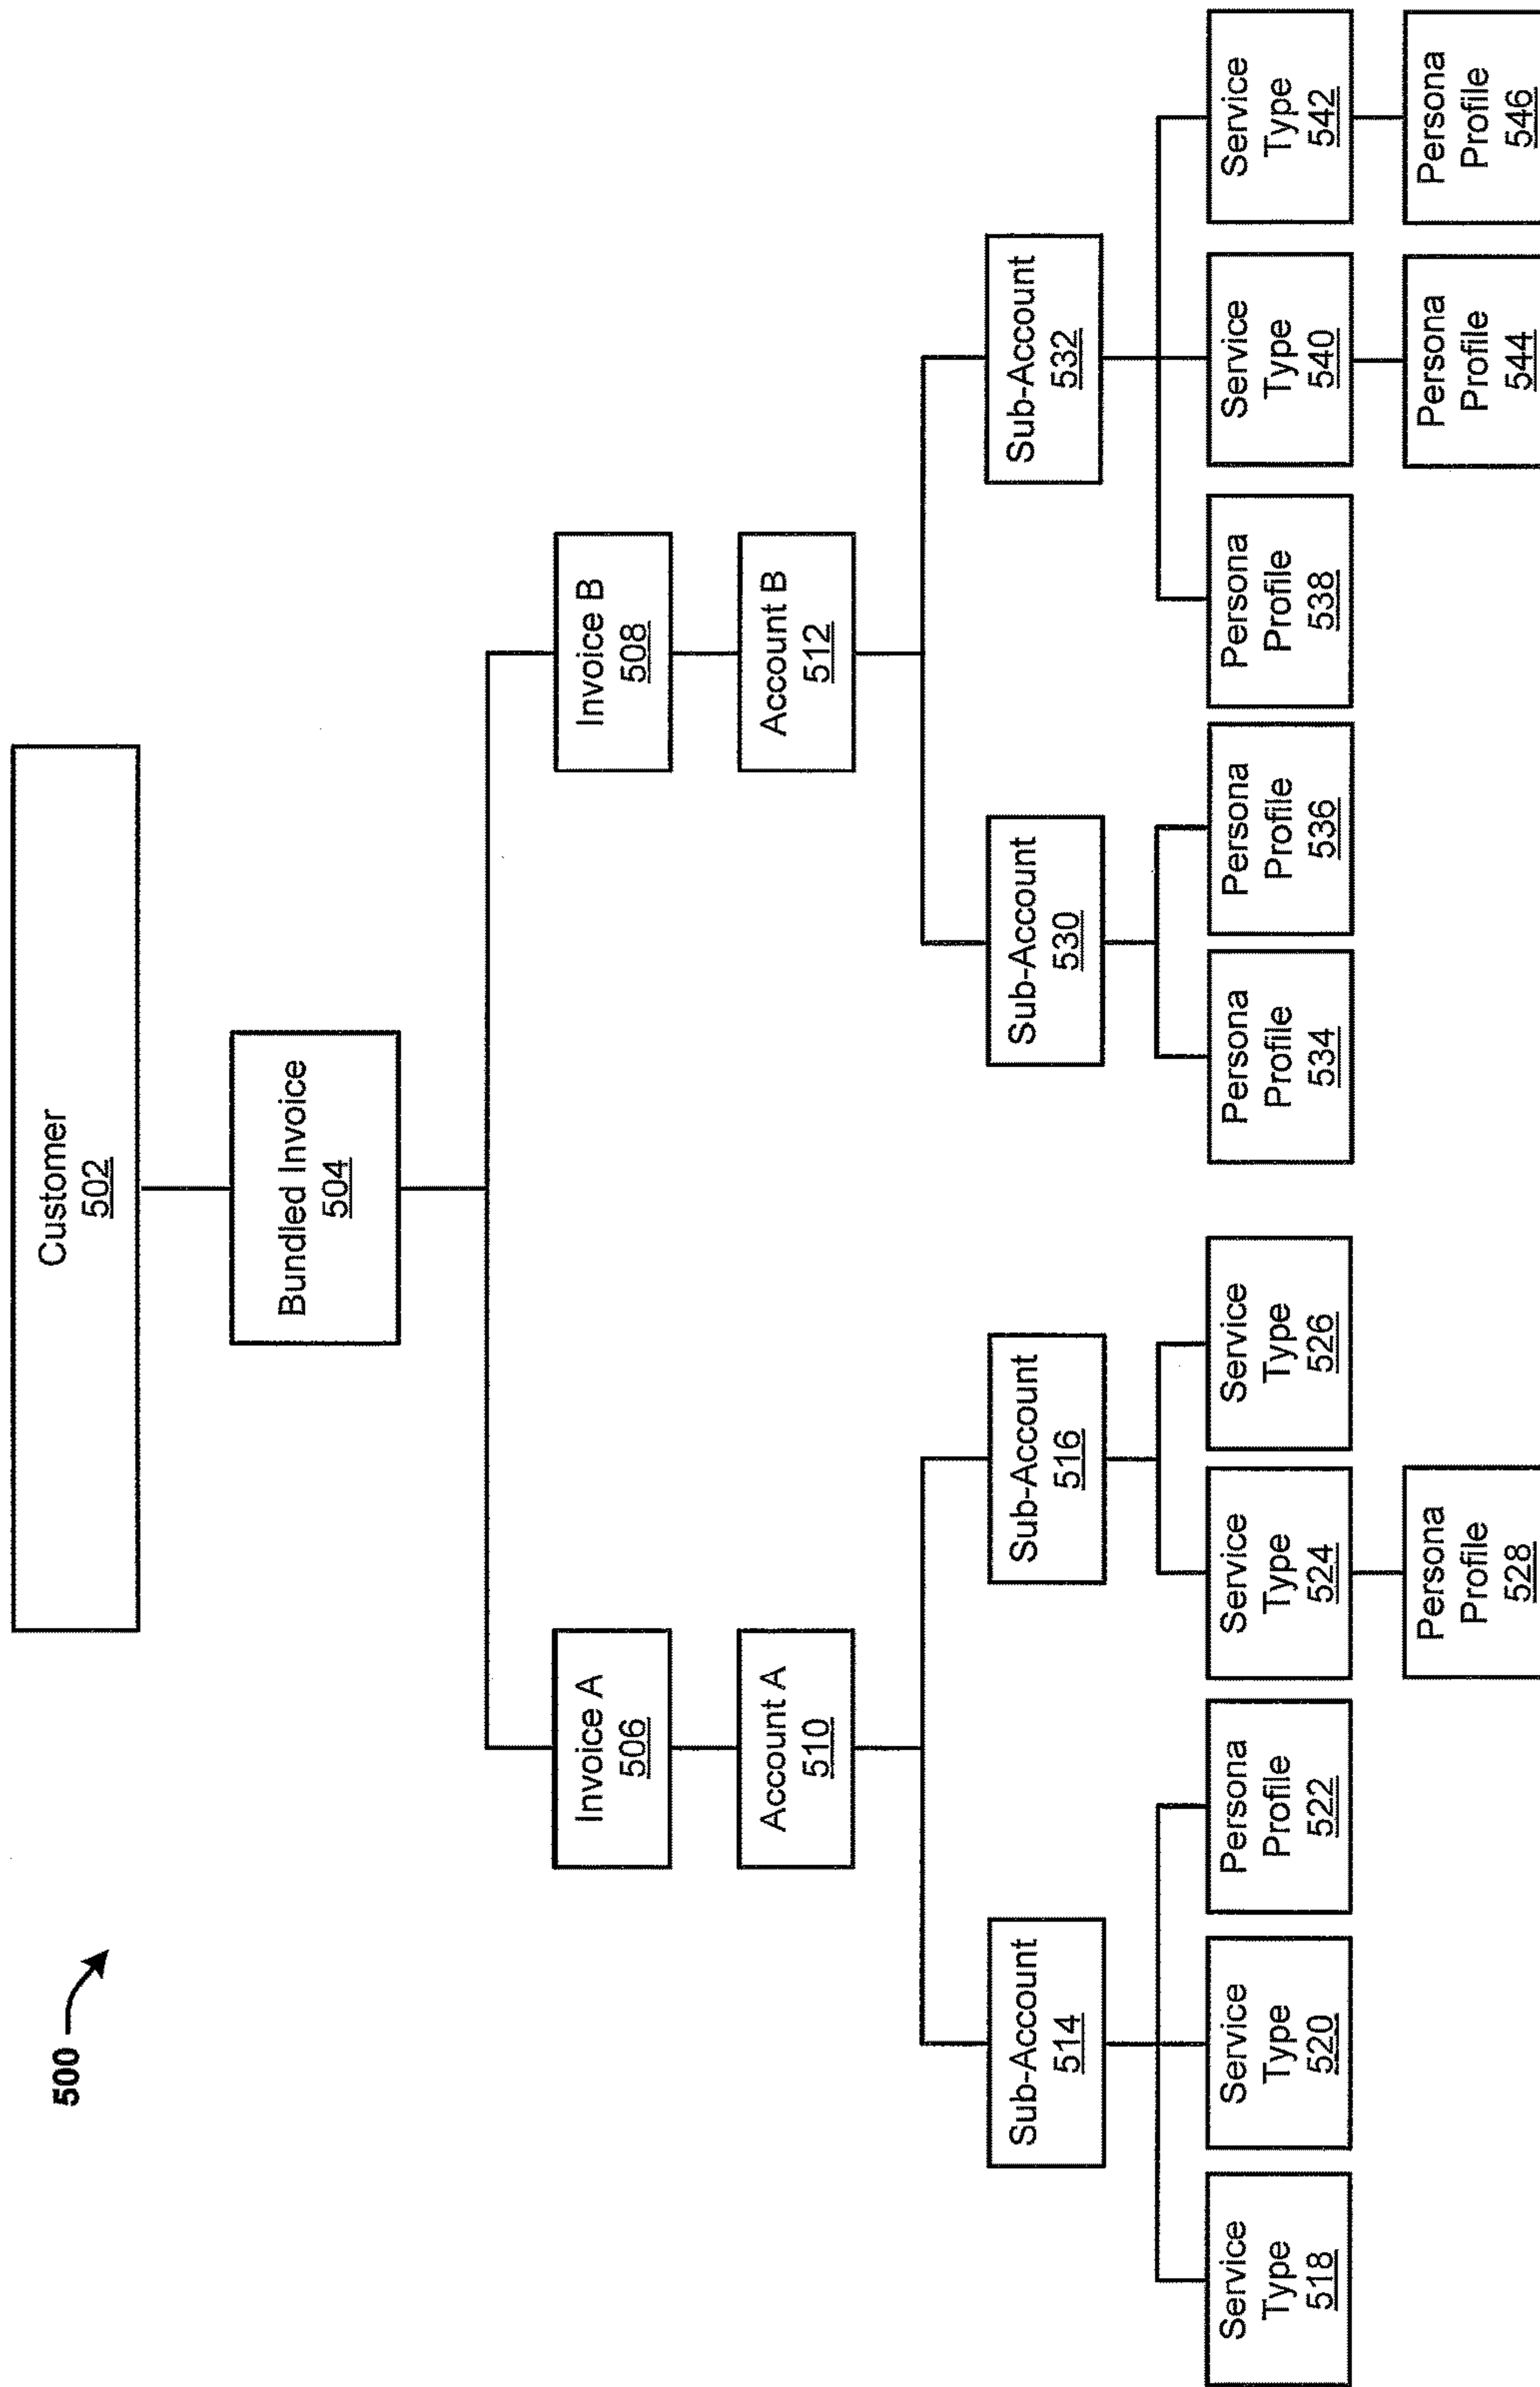 500
Customer
502
Bundled Invoice
504
Invoice A
506
Invoice B
508
Account A
510
Account B
512
Sub-Account
514
Sub-Account
516
Sub-Account
530
Sub-Account
532
Service
Type
518
Service
Type
520
Persona
Profile
522
Service
Type
524
Service
Type
526
Persona
Profile
534
Persona
Profile
536
Persona
Profile
538
Service
Type
540
Service
Type
542
Persona
Profile
528
Persona
Profile
544
Persona
Profile
546